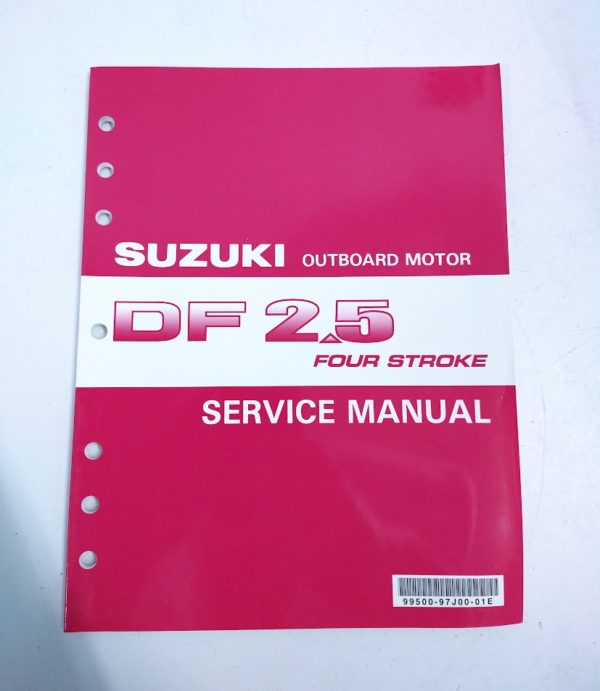 SUZUKI OUTBOARD MOTOR
DF 2.5
FOUR STROKE
SERVICE MANUAL
99500-97J00-01E